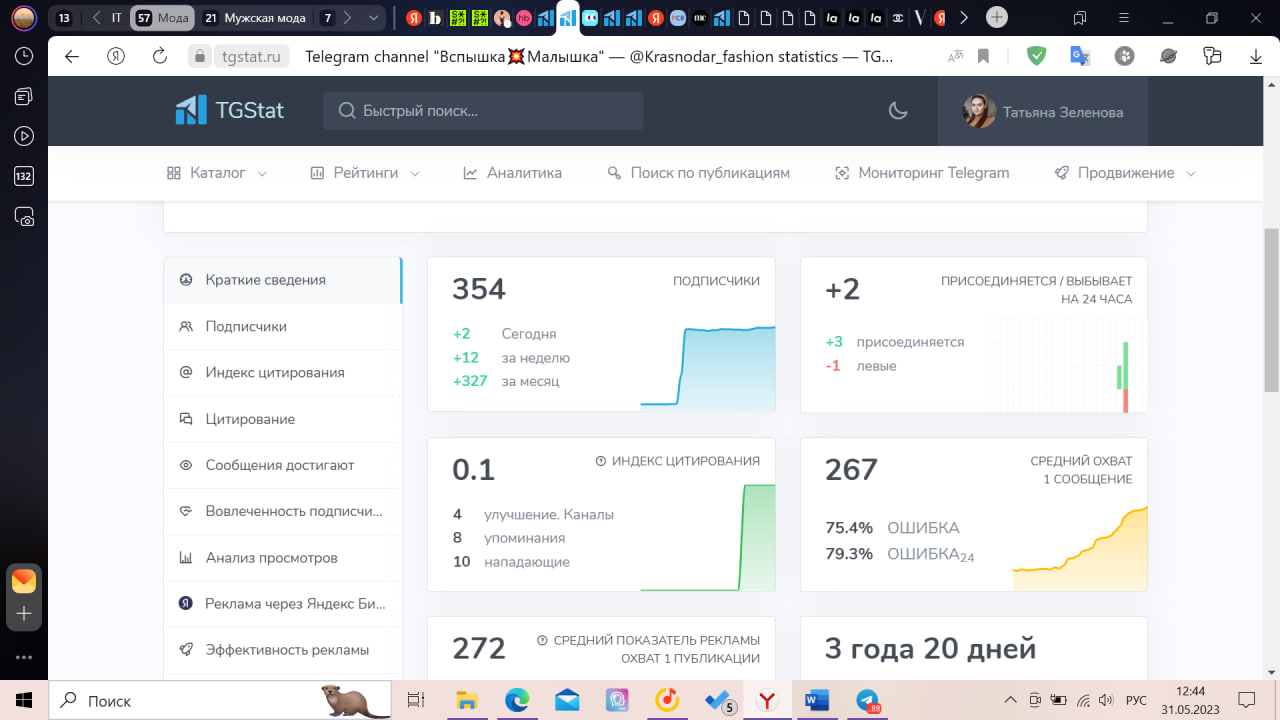 13
IT
57 Мода
21 Мужская мода
7
tgstat.ru
Telegram channel "Вспышка💥Малышка" — @Krasnodar_fashion statistics — TG...
TGStat
Быстрый поиск...
Татьяна Зеленова
Каталог
Рейтинги
Аналитика
Поиск по публикациям
Мониторинг Telegram
Продвижение
132
Краткие сведения
Подписчики
Индекс цитирования
Цитирование
Сообщения достигают
Вовлеченность подписчи...
Анализ просмотров
Реклама через Яндекс Би...
Эффективность рекламы
354
ПОДПИСЧИКИ
+2 Сегодня
+12 за неделю
+327 за месяц
+2
ПРИСОЕДИНЯЕТСЯ / ВЫБЫВАЕТ
НА 24 ЧАСА
+3 присоединяется
-1 левые
0.1
ИНДЕКС ЦИТИРОВАНИЯ
4 улучшение. Каналы
8 упоминания
10 нападающие
267
СРЕДНИЙ ОХВАТ
1 СООБЩЕНИЕ
75.4% ОШИБКА
79.3% ОШИБКА24
272
СРЕДНИЙ ПОКАЗАТЕЛЬ РЕКЛАМЫ
ОХВАТ 1 ПУБЛИКАЦИИ
3 года 20 дней
Поиск
5
.88
РУС
12:44
31.05.2023